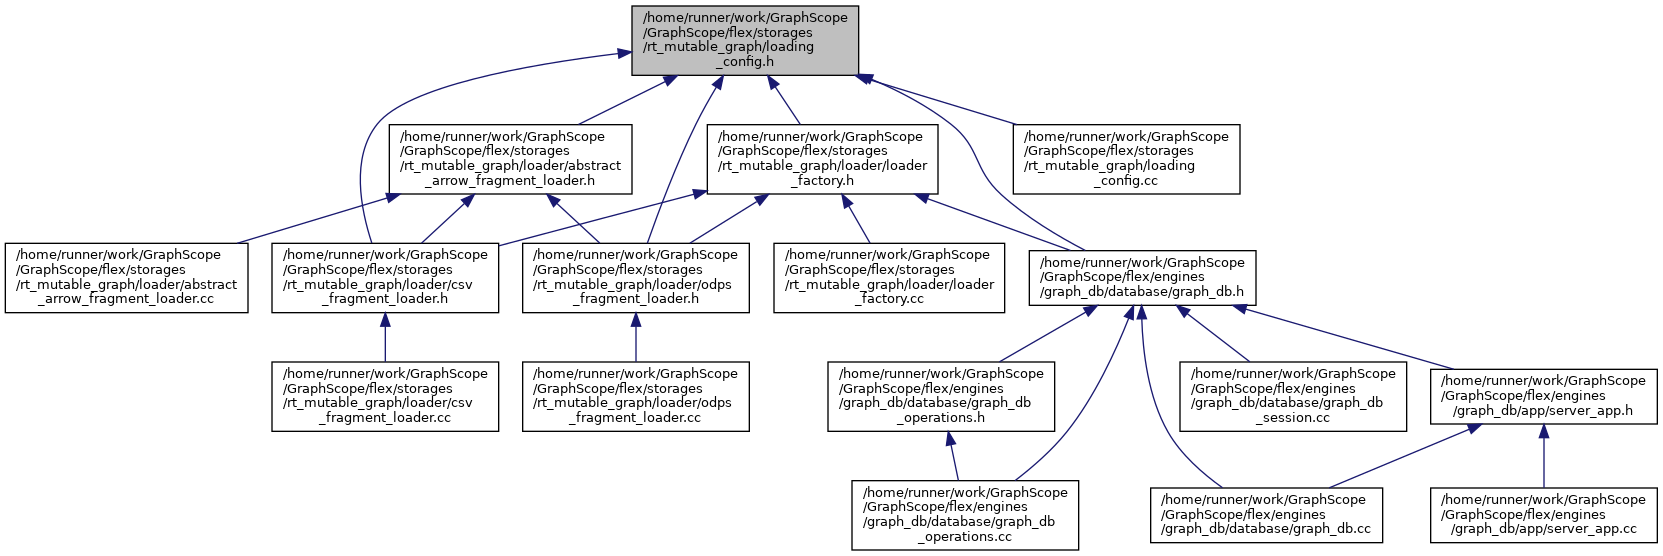 /home/runner/work/GraphScope
/GraphScope/flex/storages
/rt_mutable_graph/loading
_config.h
/home/runner/work/GraphScope
/GraphScope/flex/storages
/rt_mutable_graph/loader/abstract
_arrow_fragment_loader.h
/home/runner/work/GraphScope
/GraphScope/flex/storages
/rt_mutable_graph/loader/loader
_factory.h
/home/runner/work/GraphScope
/GraphScope/flex/storages
/rt_mutable_graph/loading
_config.cc
/home/runner/work/GraphScope
/GraphScope/flex/storages
/rt_mutable_graph/loader/abstract
_arrow_fragment_loader.cc
/home/runner/work/GraphScope
/GraphScope/flex/storages
/rt_mutable_graph/loader/csv
_fragment_loader.h
/home/runner/work/GraphScope
/GraphScope/flex/storages
/rt_mutable_graph/loader/odps
_fragment_loader.h
/home/runner/work/GraphScope
/GraphScope/flex/storages
/rt_mutable_graph/loader/loader
_factory.cc
/home/runner/work/GraphScope
/GraphScope/flex/engines
/graph_db/database/graph_db.h
/home/runner/work/GraphScope
/GraphScope/flex/storages
/rt_mutable_graph/loader/csv
_fragment_loader.cc
/home/runner/work/GraphScope
/GraphScope/flex/storages
/rt_mutable_graph/loader/odps
_fragment_loader.cc
/home/runner/work/GraphScope
/GraphScope/flex/engines
/graph_db/database/graph_db
_operations.h
/home/runner/work/GraphScope
/GraphScope/flex/engines
/graph_db/database/graph_db
_session.cc
/home/runner/work/GraphScope
/GraphScope/flex/engines
/graph_db/app/server_app.h
/home/runner/work/GraphScope
/GraphScope/flex/engines
/graph_db/database/graph_db
_operations.cc
/home/runner/work/GraphScope
/GraphScope/flex/engines
/graph_db/database/graph_db.cc
/home/runner/work/GraphScope
/GraphScope/flex/engines
/graph_db/app/server_app.cc